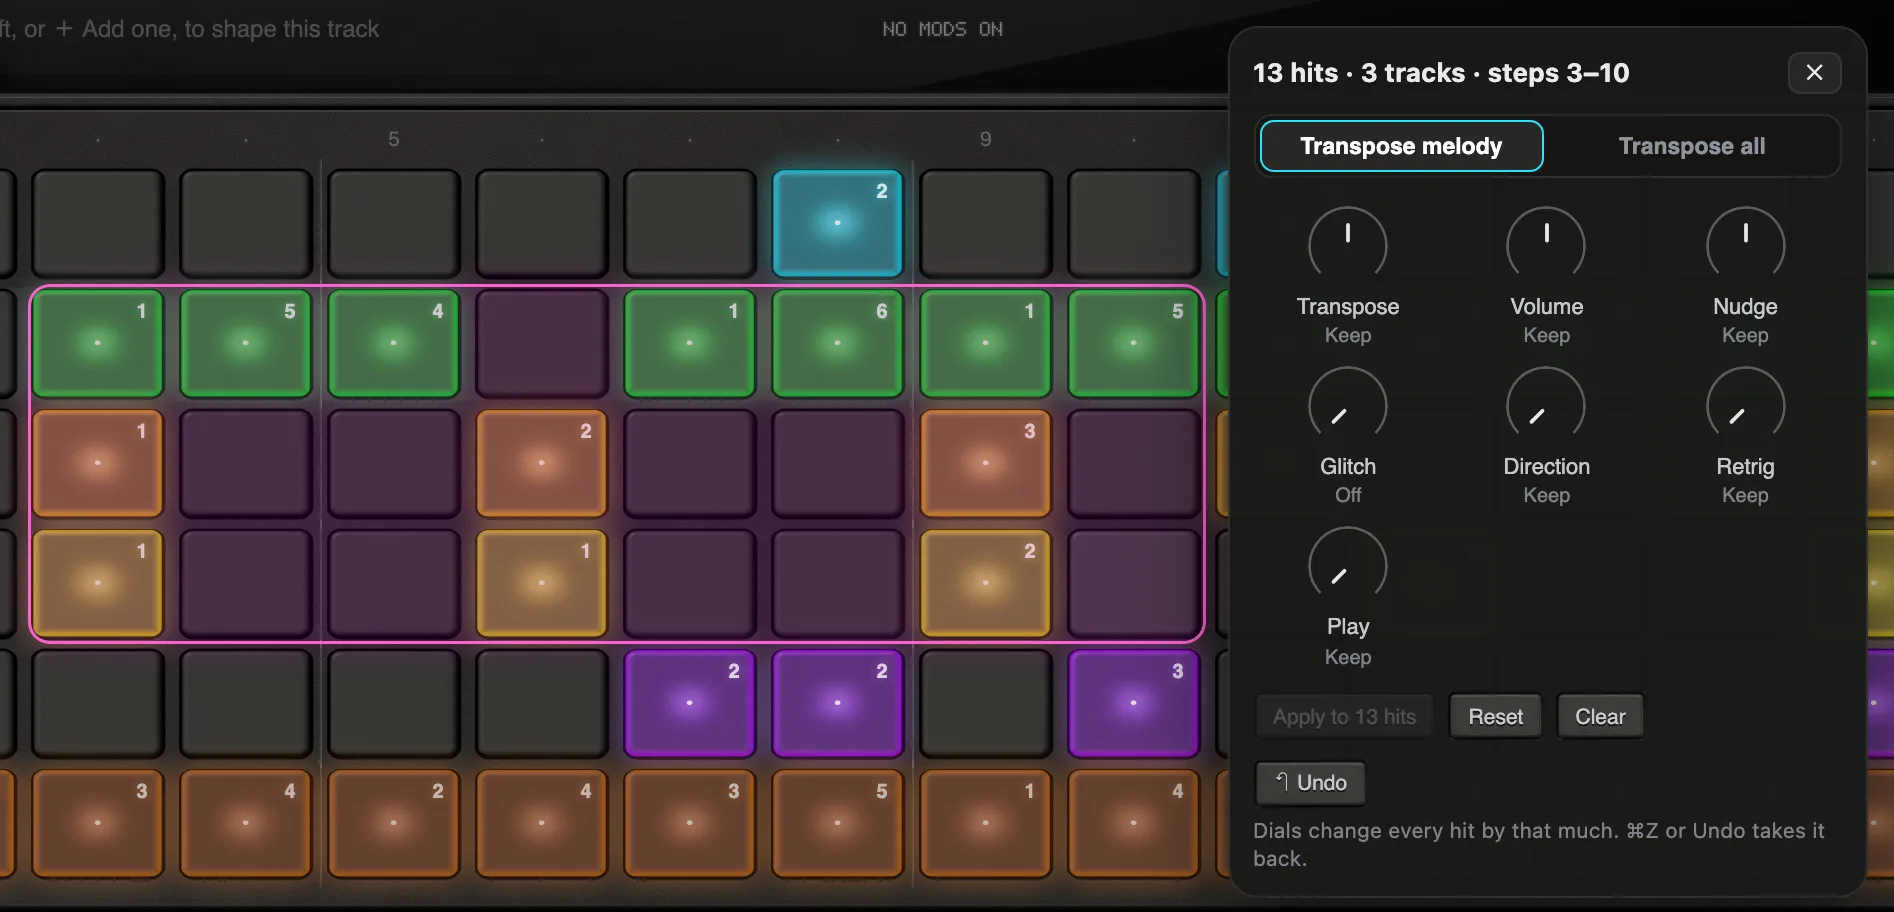 ft, or + Add one, to shape this track
NO MODS ON
5
9
2
1 5 4 1 6 1 5
1 2 3
1 1 2
2 2 3
3 4 2 4 3 5 1 4
13 hits · 3 tracks · steps 3–10
Transpose melody
Transpose all
Transpose
Keep
Volume
Keep
Nudge
Keep
Glitch
Off
Direction
Keep
Retrig
Keep
Play
Keep
Apply to 13 hits
Reset
Clear
Undo
Dials change every hit by that much. ⌘Z or Undo takes it
back.